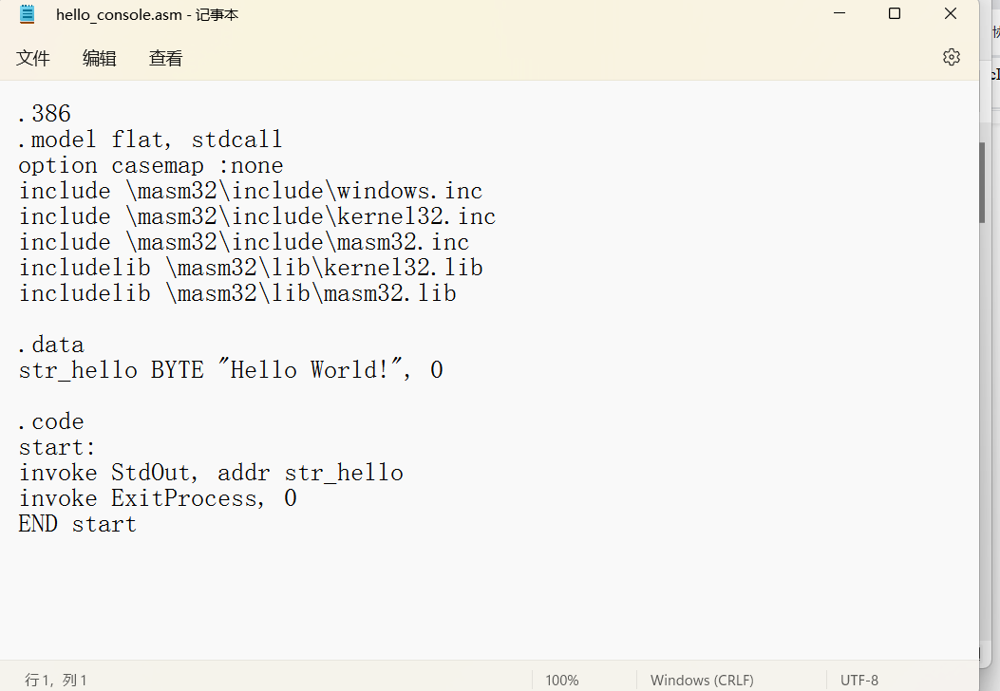 hello_console.asm - 记事本
文件 编辑 查看
.386
.model flat, stdcall
option casemap :none
include \masm32\include\windows.inc
include \masm32\include\kernel32.inc
include \masm32\include\masm32.inc
includelib \masm32\lib\kernel32.lib
includelib \masm32\lib\masm32.lib
.data
str_hello BYTE "Hello World!", 0
.code
start:
invoke StdOut, addr str_hello
invoke ExitProcess, 0
END start
行 1, 列 1 100% Windows (CRLF) UTF-8